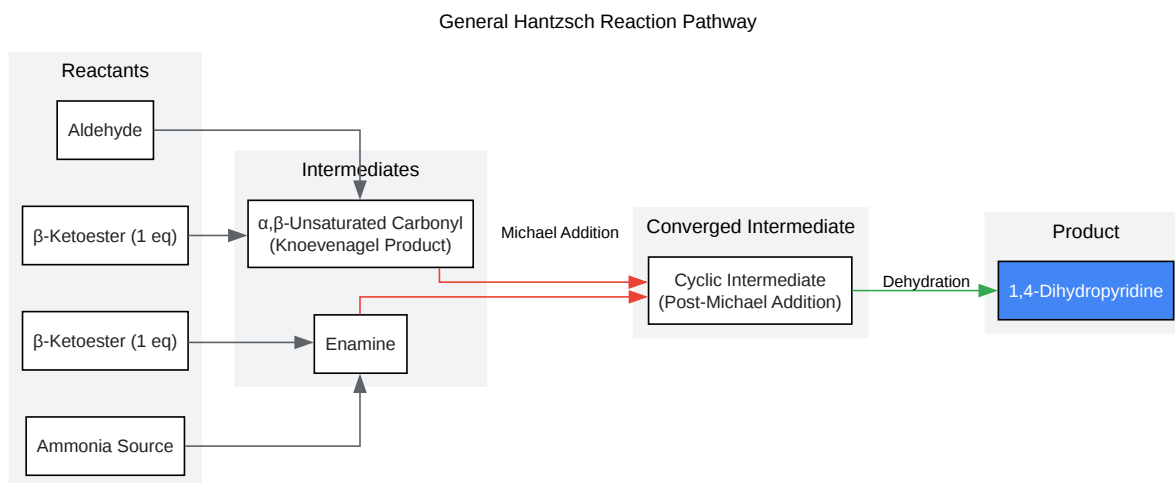 General Hantzsch Reaction Pathway
Reactants
Aldehyde
β-Ketoester (1 eq)
β-Ketoester (1 eq)
Ammonia Source
Intermediates
α,β-Unsaturated Carbonyl
(Knoevenagel Product)
Enamine
Michael Addition
Converged Intermediate
Cyclic Intermediate
(Post-Michael Addition)
Dehydration
Product
1,4-Dihydropyridine